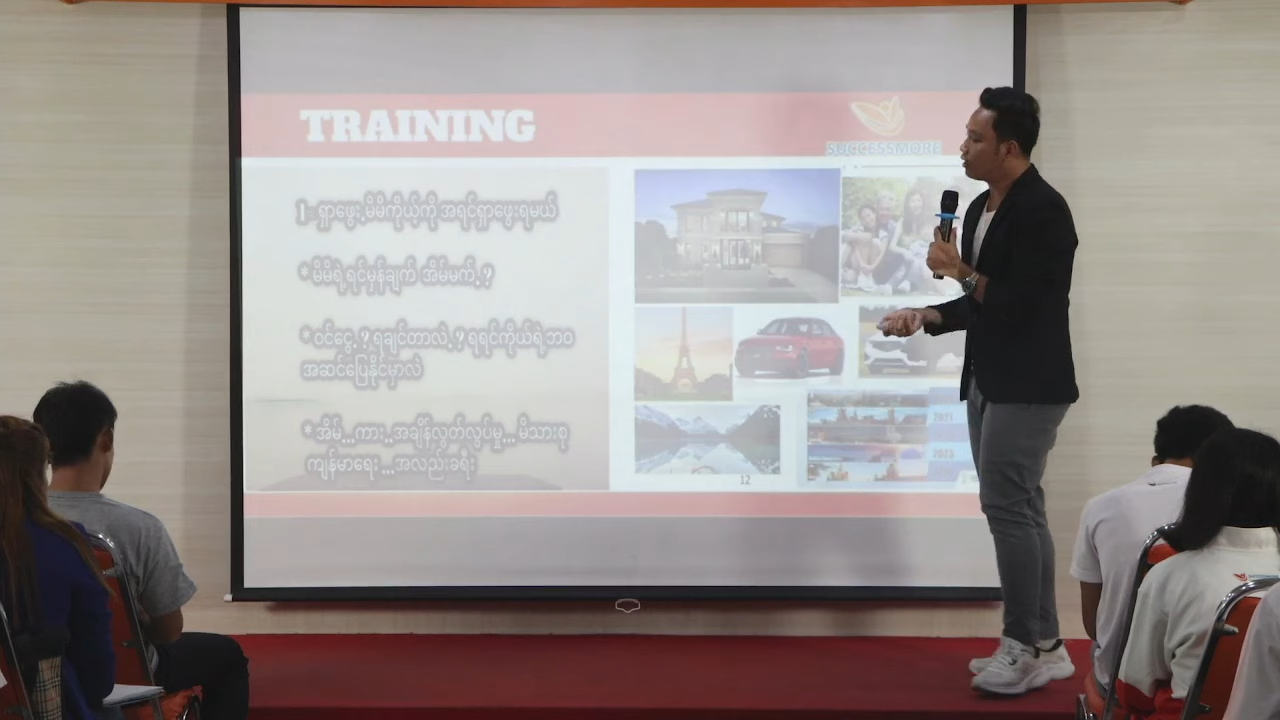 TRAINING
SUCCESSMORE
1- ရှာဖွေ့ မိမိကိုယ့်ကို အရင်ရှာဖွေးရမယ်
* မိမိရဲ့ရင်မှန်ချက် အိမ်မက်.?
* ဝင်ငွေ.? ရချင်တာလဲ.? ရရင်ကိုယ်ရဲ့ဘဝ
အဆင်ပြေနိုင်မှာလဲ
* အိမ်...ကား..အချိန်လွတ်လပ်မှု... မိသားစု
ကျန်မာရေး ...အလည်းခရီး
2021
2023
12